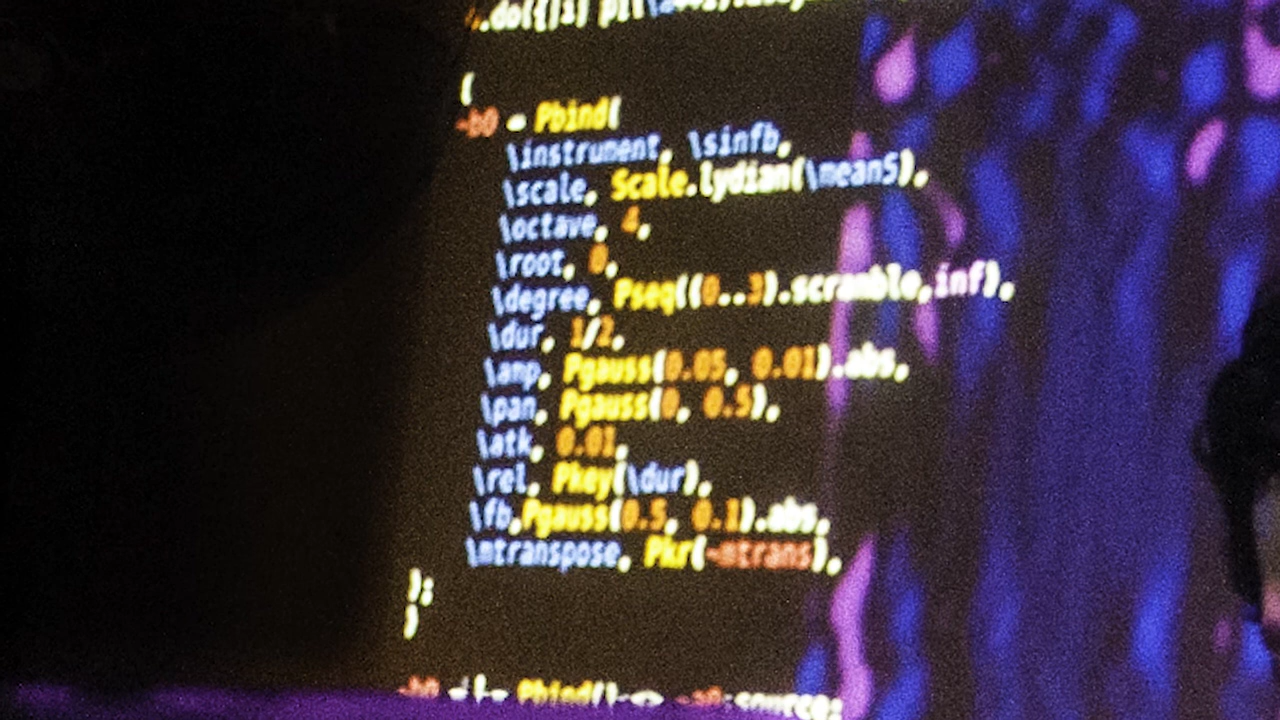 (
~b0 = Pbind(
\instrument, \sinfb,
\scale, Scale.lydian(\mean5),
\octave, 4,
\root, 0,
\degree, Pseq((0..3).scramble,inf),
\dur, 1/2,
\amp, Pgauss(0.05, 0.01).abs,
\pan, Pgauss(0, 0.5),
\atk, 0.01,
\rel, Pkey(\dur),
\fb,Pgauss(0.5, 0.1).abs,
\mtranspose, Pkr(~mtrans),
);
)
Pbind()